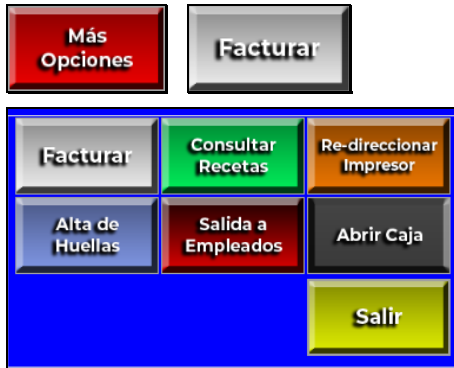 Más
Opciones
Facturar
Facturar
Consultar
Recetas
Re-direccionar
Impresor
Alta de
Huellas
Salida a
Empleados
Abrir Caja
Salir